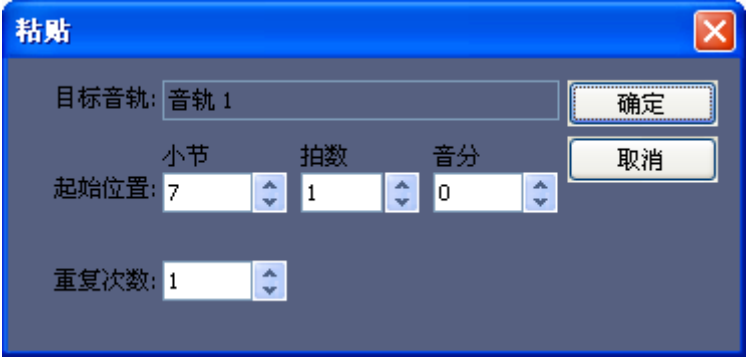 粘贴
目标音轨: 音轨 1
确定
小节 拍数 音分
取消
起始位置: 7 1 0
重复次数: 1